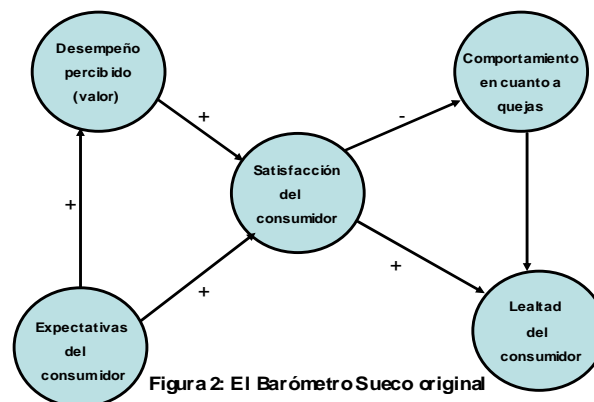 Desempeño
percibido
(valor)
Comportamiento
en cuanto a
quejas
+
-
Satisfacción
del
consumidor
+
+
+
Expectativas
del
consumidor
Lealtad
del
consumidor
Figura 2: El Barómetro Sueco original